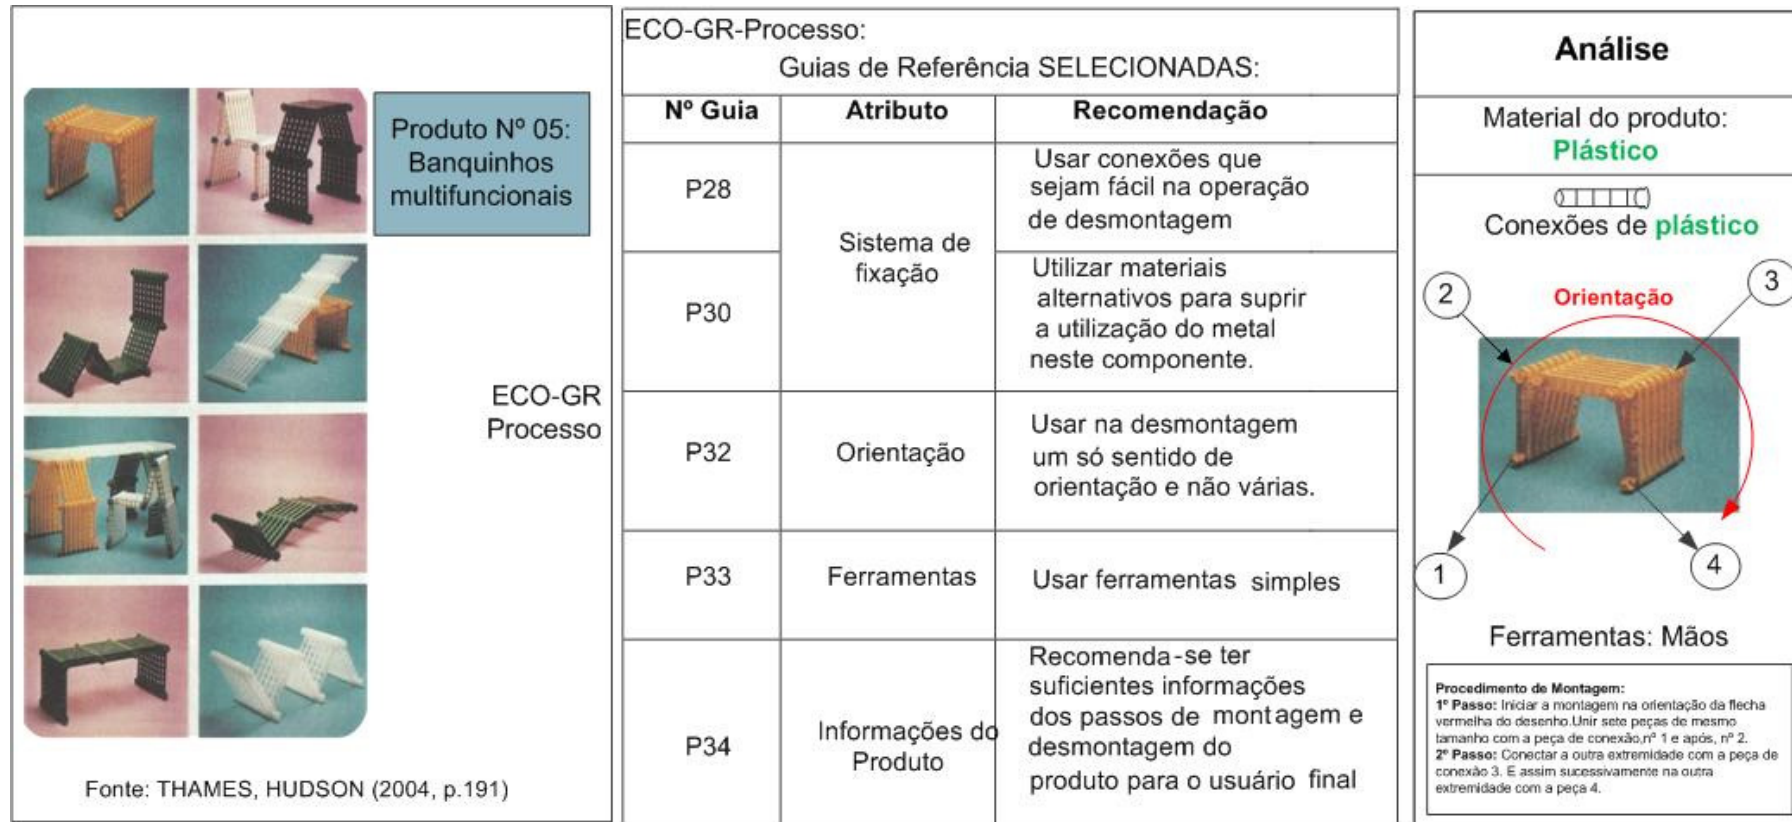 Produto Nº 05:
Banquinhos
multifuncionais
ECO-GR
Processo
Fonte: THAMES, HUDSON (2004, p.191)
ECO-GR-Processo:
Guias de Referência SELECIONADAS:
Nº Guia
Atributo
Recomendação
P28
Sistema de
fixação
Usar conexões que
sejam fácil na operação
de desmontagem
P30
Utilizar materiais
alternativos para suprir
a utilização do metal
neste componente.
P32
Orientação
Usar na desmontagem
um só sentido de
orientação e não várias.
P33
Ferramentas
Usar ferramentas simples
P34
Informações do
Produto
Recomenda-se ter
suficientes informações
dos passos de montagem e
desmontagem do
produto para o usuário final
Análise
Material do produto:
Plástico
Conexões de plástico
2
Orientação
3
1
4
Ferramentas: Mãos
Procedimento de Montagem:
1º Passo: Iniciar a montagem na orientação da flecha
vermelha do desenho.Unir sete peças de mesmo
tamanho com a peça de conexão,nº 1 e após, nº 2.
2º Passo: Conectar a outra extremidade com a peça de
conexão 3. E assim sucessivamente na outra
extremidade com a peça 4.